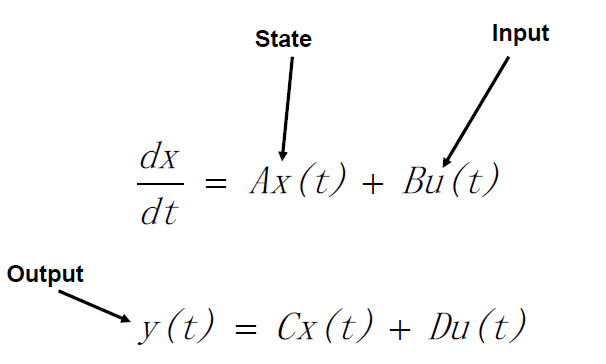 State
Input
dx
dt
= Ax(t) + Bu(t)
Output
y(t) = Cx(t) + Du(t)